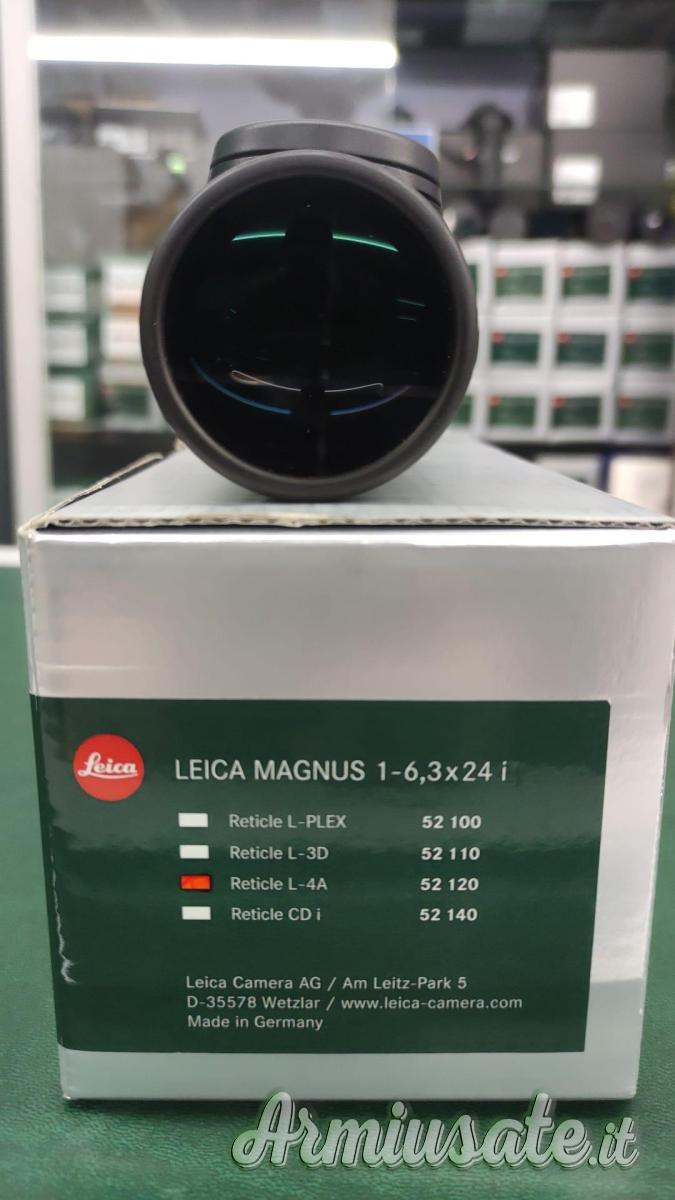 Leica
LEICA MAGNUS 1-6,3x24 i
Reticle L-PLEX 52 100
Reticle L-3D 52 110
Reticle L-4A 52 120
Reticle CD i 52 140
Leica Camera AG / Am Leitz-Park 5
D-35578 Wetzlar / www.leica-camera.com
Made in Germany
Armiusate.it